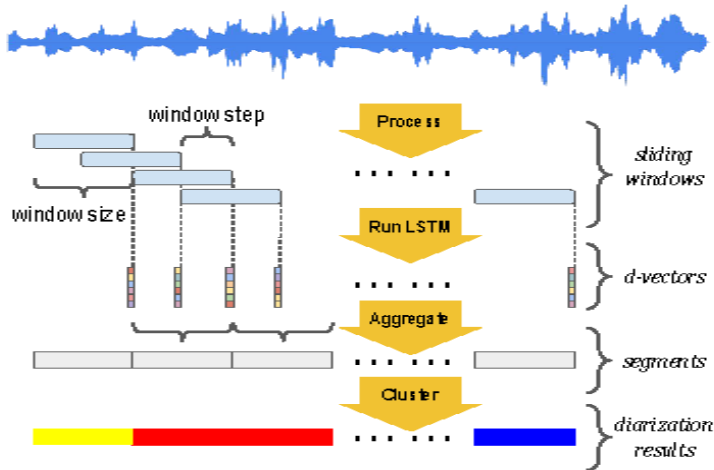 window step
Process
sliding
windows
window size
Run LSTM
d-vectors
Aggregate
segments
Cluster
diarization
results